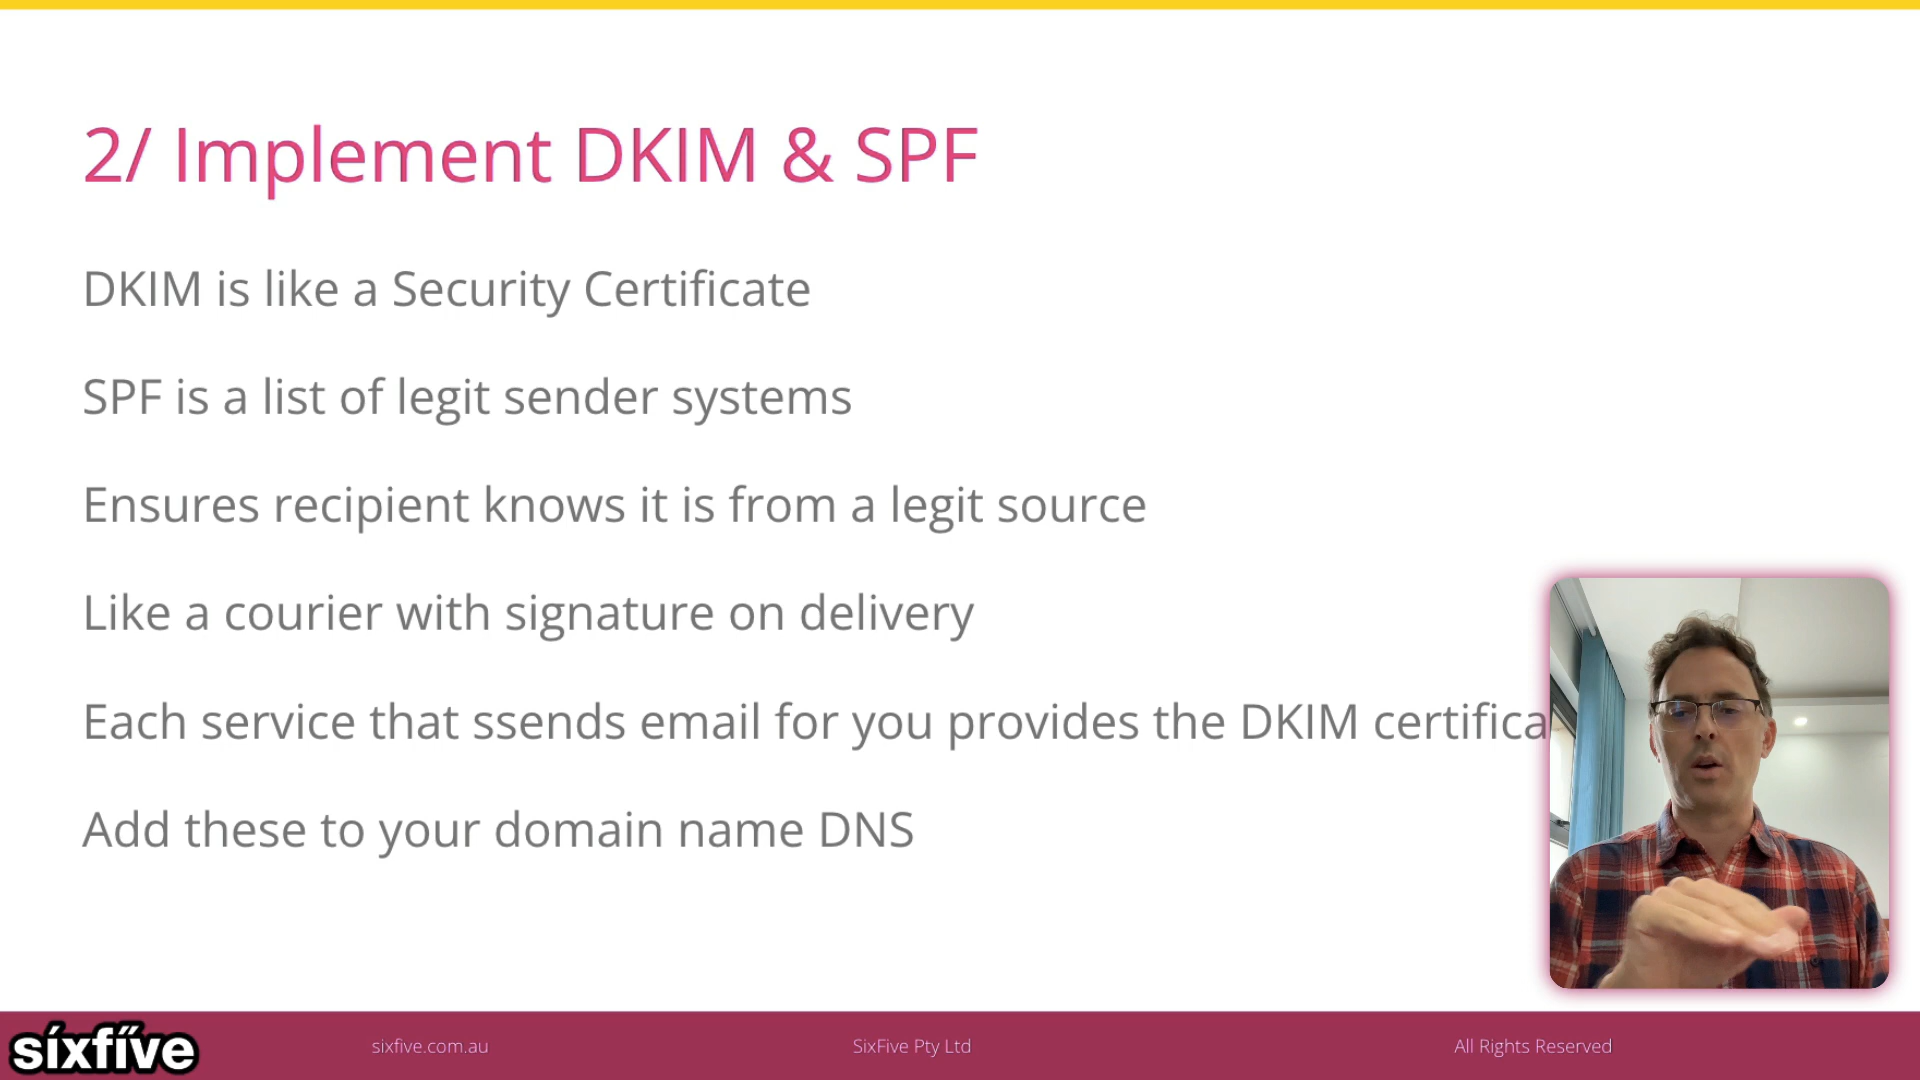 2/ Implement DKIM & SPF
DKIM is like a Security Certificate
SPF is a list of legit sender systems
Ensures recipient knows it is from a legit source
Like a courier with signature on delivery
Each service that ssends email for you provides the DKIM certifica
Add these to your domain name DNS
síxfíve sixfive.com.au SixFive Pty Ltd All Rights Reserved